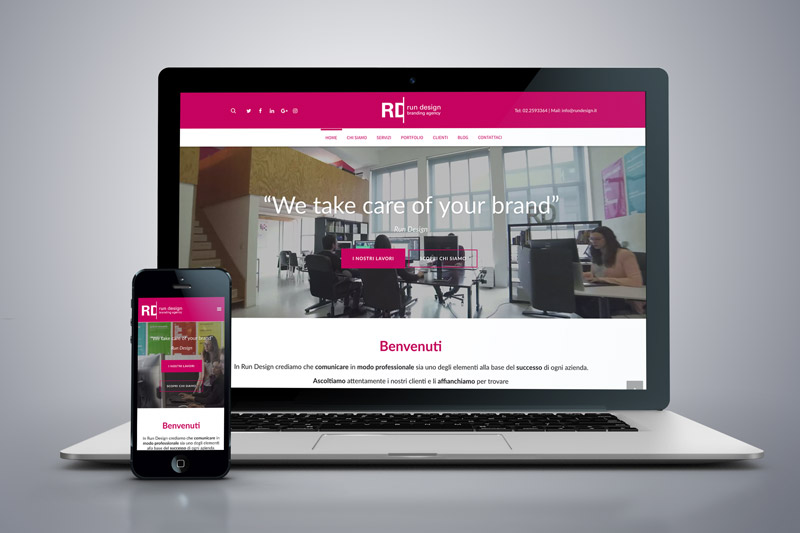 RD run design
branding agency
Tel: 02.2593364 | Mail: info@rundesign.it
HOME CHI SIAMO SERVIZI PORTFOLIO CLIENTI BLOG CONTATTACI
“We take care of your brand”
Run Design
I NOSTRI LAVORI SCOPRI CHI SIAMO
Benvenuti
In Run Design crediamo che comunicare in modo professionale sia uno degli elementi alla base del successo di ogni azienda.
Ascoltiamo attentamente i nostri clienti e li affianchiamo per trovare
RD run design
branding agency
“We take care of your brand”
Run Design
I NOSTRI LAVORI
SCOPRI CHI SIAMO
Benvenuti
In Run Design crediamo che comunicare in
modo professionale sia uno degli elementi
alla base del successo di ogni azienda.